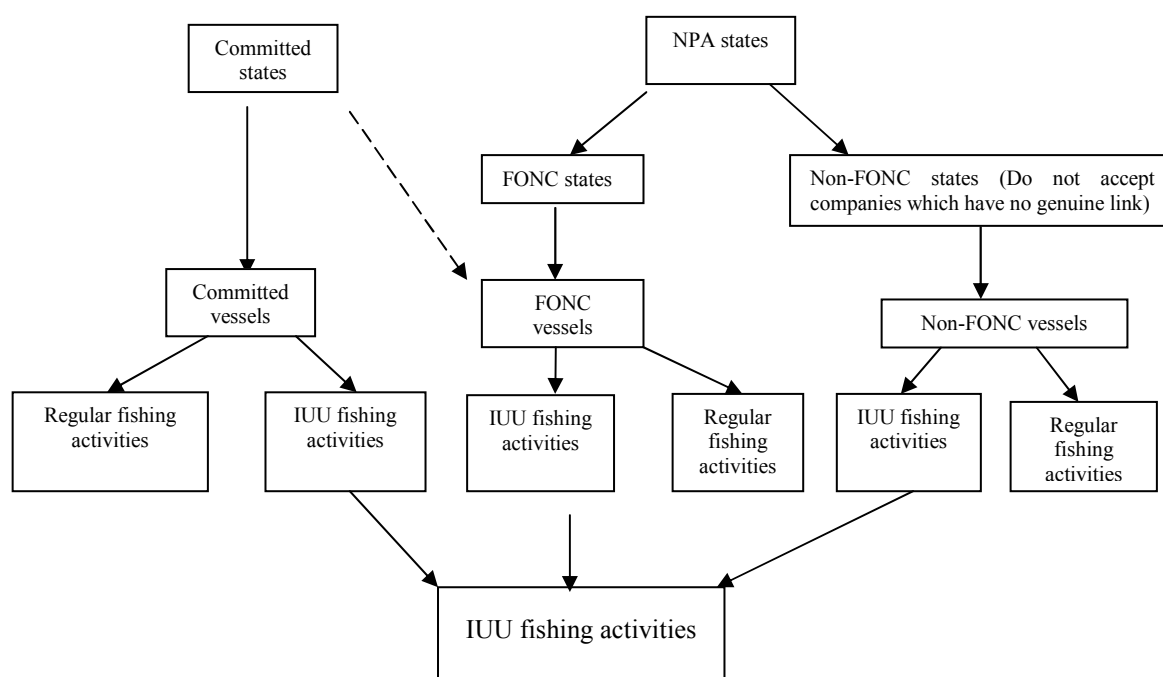 Committed
states
NPA states
FONC states
Non-FONC states (Do not accept
companies which have no genuine link)
Committed
vessels
FONC
vessels
Non-FONC vessels
Regular fishing
activities
IUU fishing
activities
IUU fishing
activities
Regular
fishing
activities
IUU fishing
activities
Regular
fishing
activities
IUU fishing activities